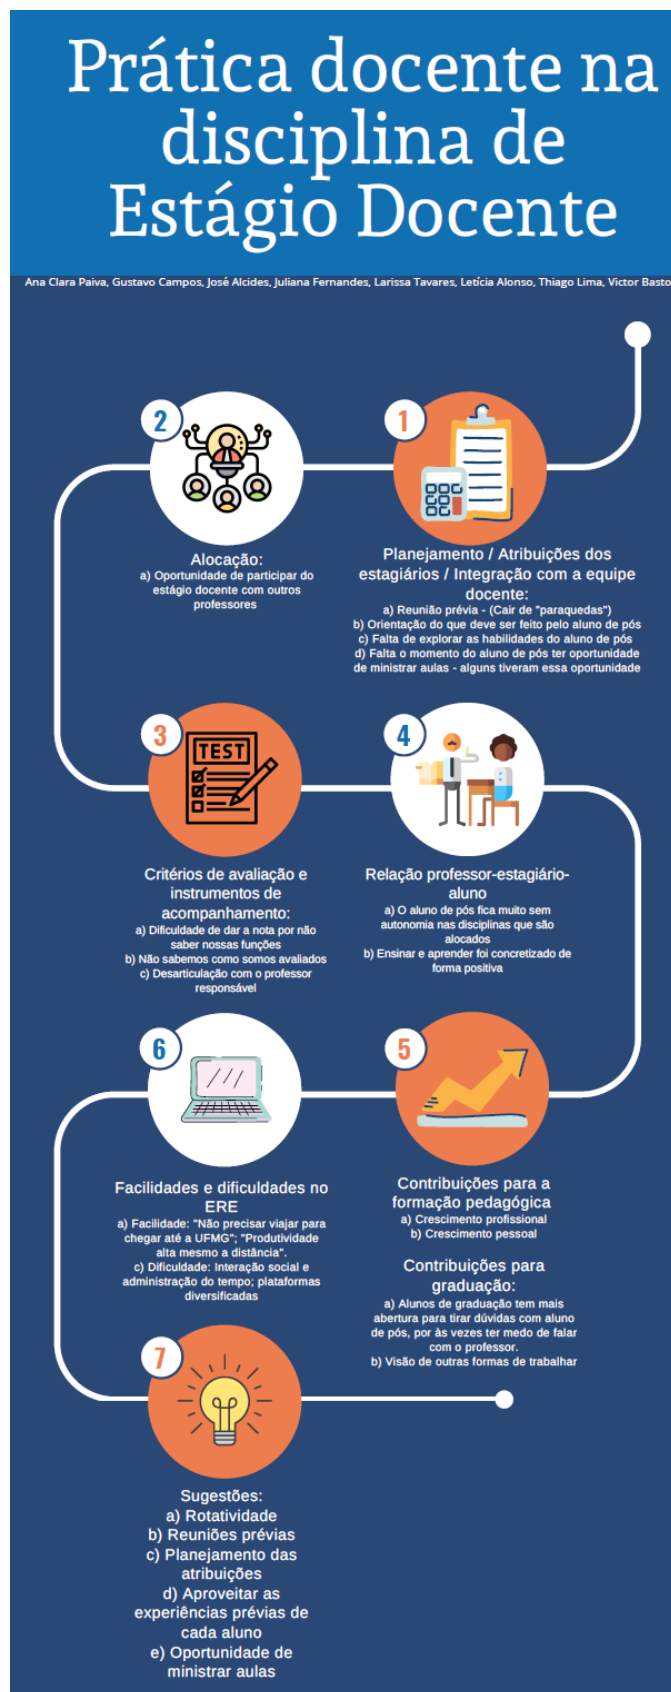 Prática docente na
disciplina de
Estágio Docente
Ana Clara Paiva, Gustavo Campos, José Alcides, Juliana Fernandes, Larissa Tavares, Letícia Alonso, Thiago Lima, Victor Basto
1
Planejamento / Atribuições dos
estagiários / Integração com a equipe
docente:
a) Reunião prévia - (Cair de "paraquedas")
b) Orientação do que deve ser feito pelo aluno de pós
c) Falta de explorar as habilidades do aluno de pós
d) Falta o momento do aluno de pós ter oportunidade
de ministrar aulas - alguns tiveram essa oportunidade
2
Alocação:
a) Oportunidade de participar do
estágio docente com outros
professores
3
TEST
Critérios de avaliação e
instrumentos de
acompanhamento:
a) Dificuldade de dar a nota por não
saber nossas funções
b) Não sabemos como somos avaliados
c) Desarticulação com o professor
responsável
4
Relação professor-estagiário-
aluno
a) O aluno de pós fica muito sem
autonomia nas disciplinas que são
alocados
b) Ensinar e aprender foi concretizado de
forma positiva
5
Contribuições para a
formação pedagógica
a) Crescimento profissional
b) Crescimento pessoal
Contribuições para
graduação:
a) Alunos de graduação tem mais
abertura para tirar dúvidas com aluno
de pós, por às vezes ter medo de falar
com o professor.
b) Visão de outras formas de trabalhar
6
Facilidades e dificuldades no
ERE
a) Facilidade: "Não precisar viajar para
chegar até a UFMG"; "Produtividade
alta mesmo a distância".
c) Dificuldade: Interação social e
administração do tempo; plataformas
diversificadas
7
Sugestões:
a) Rotatividade
b) Reuniões prévias
c) Planejamento das
atribuições
d) Aproveitar as
experiências prévias de
cada aluno
e) Oportunidade de
ministrar aulas